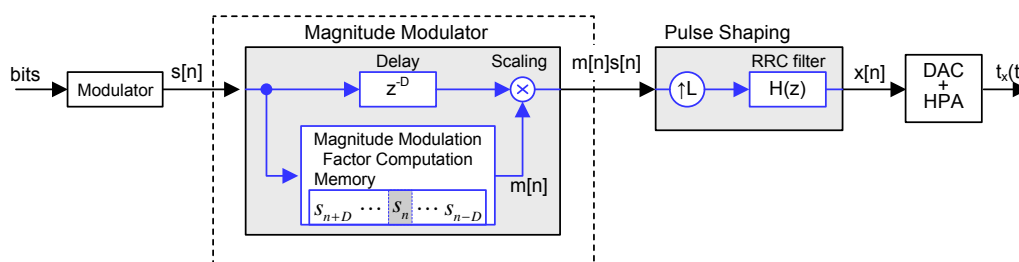 Magnitude Modulator
Pulse Shaping
bits
Modulator
s[n]
Delay
z^-D
Scaling
×
m[n]s[n]
↑L
RRC filter
H(z)
x[n]
DAC
+
HPA
t_x(t
Magnitude Modulation
Factor Computation
Memory
s_{n+D} ··· s_n ··· s_{n-D}
m[n]